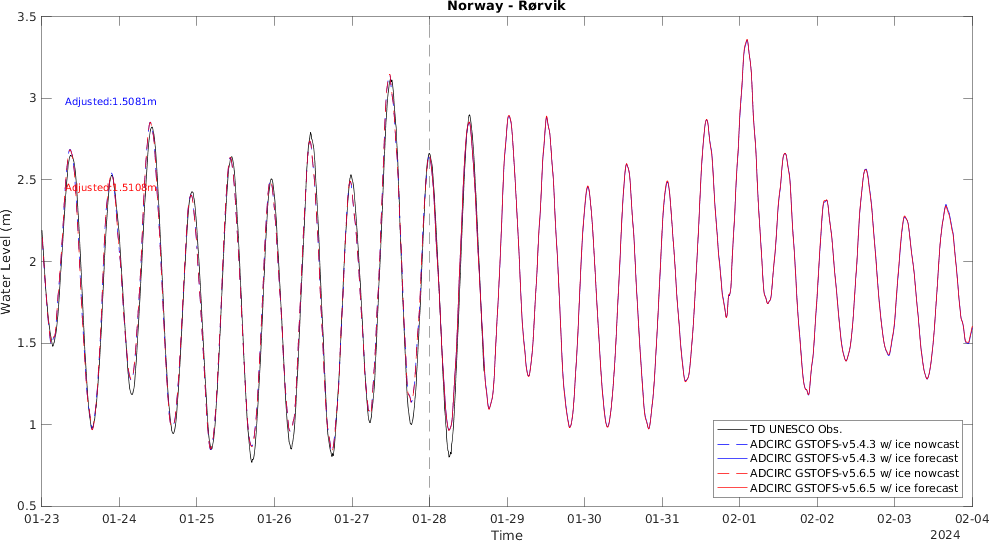 Norway - Rørvik
3.5
3
2.5
2
1.5
1
0.5
Water Level (m)
Adjusted:1.5081m
Adjusted:1.5108m
TD UNESCO Obs.
ADCIRC GSTOFS-v5.4.3 w/ ice nowcast
ADCIRC GSTOFS-v5.4.3 w/ ice forecast
ADCIRC GSTOFS-v5.6.5 w/ ice nowcast
ADCIRC GSTOFS-v5.6.5 w/ ice forecast
01-23 01-24 01-25 01-26 01-27 01-28 01-29 01-30 01-31 02-01 02-02 02-03 02-04
Time
2024